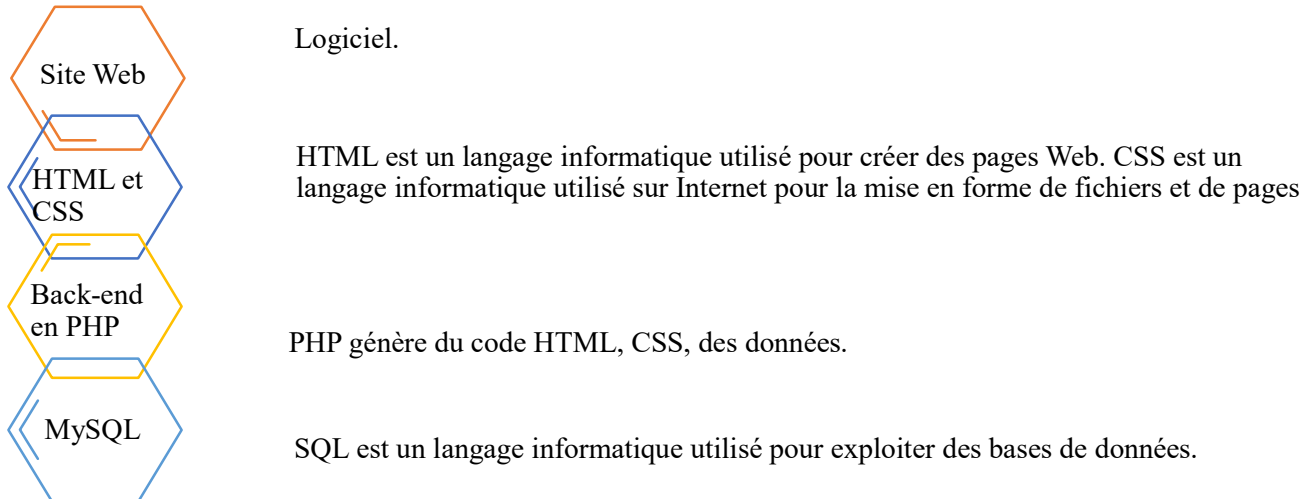 Logiciel.
Site Web
HTML est un langage informatique utilisé pour créer des pages Web. CSS est un
langage informatique utilisé sur Internet pour la mise en forme de fichiers et de pages
HTML et
CSS
Back-end
en PHP
PHP génère du code HTML, CSS, des données.
MySQL
SQL est un langage informatique utilisé pour exploiter des bases de données.